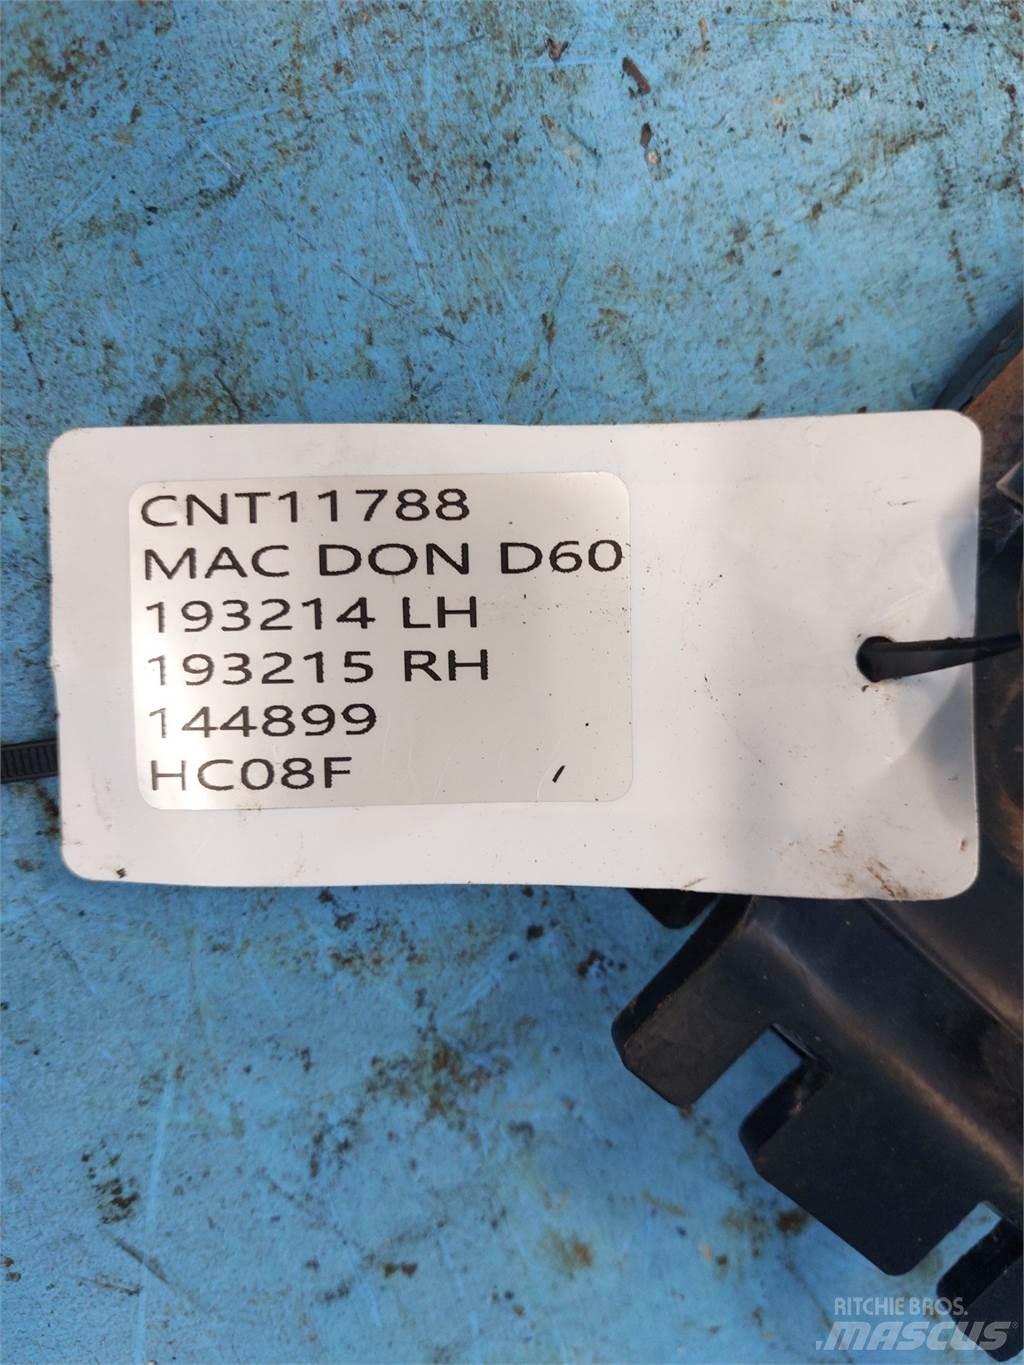 CNT11788
MAC DON D60
193214 LH
193215 RH
144899
HC08F
RITCHIE BROS.
MASCUS